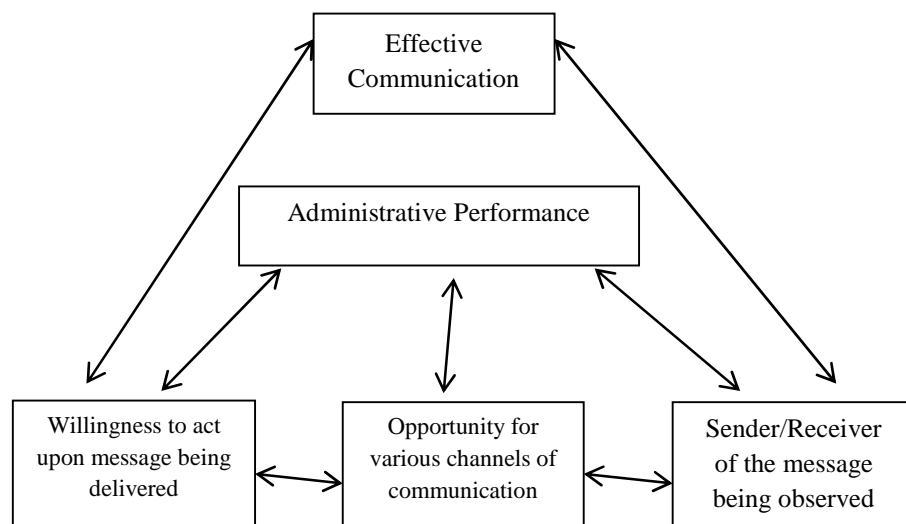 Effective
Communication
Administrative Performance
Willingness to act
upon message being
delivered
Opportunity for
various channels of
communication
Sender/Receiver
of the message
being observed